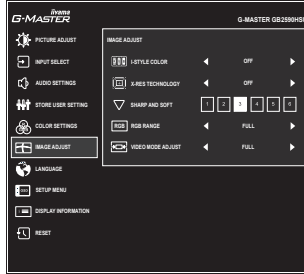 iiyama
G-MASTER
G-MASTER GB2590HSU
PICTURE ADJUST
INPUT SELECT
AUDIO SETTINGS
STORE USER SETTING
COLOR SETTINGS
IMAGE ADJUST
LANGUAGE
OSD SETUP MENU
DISPLAY INFORMATION
RESET
IMAGE ADJUST
I-STYLE COLOR OFF
X-RES TECHNOLOGY OFF
SHARP AND SOFT 1 2 3 4 5 6
RGB RGB RANGE FULL
VIDEO MODE ADJUST FULL